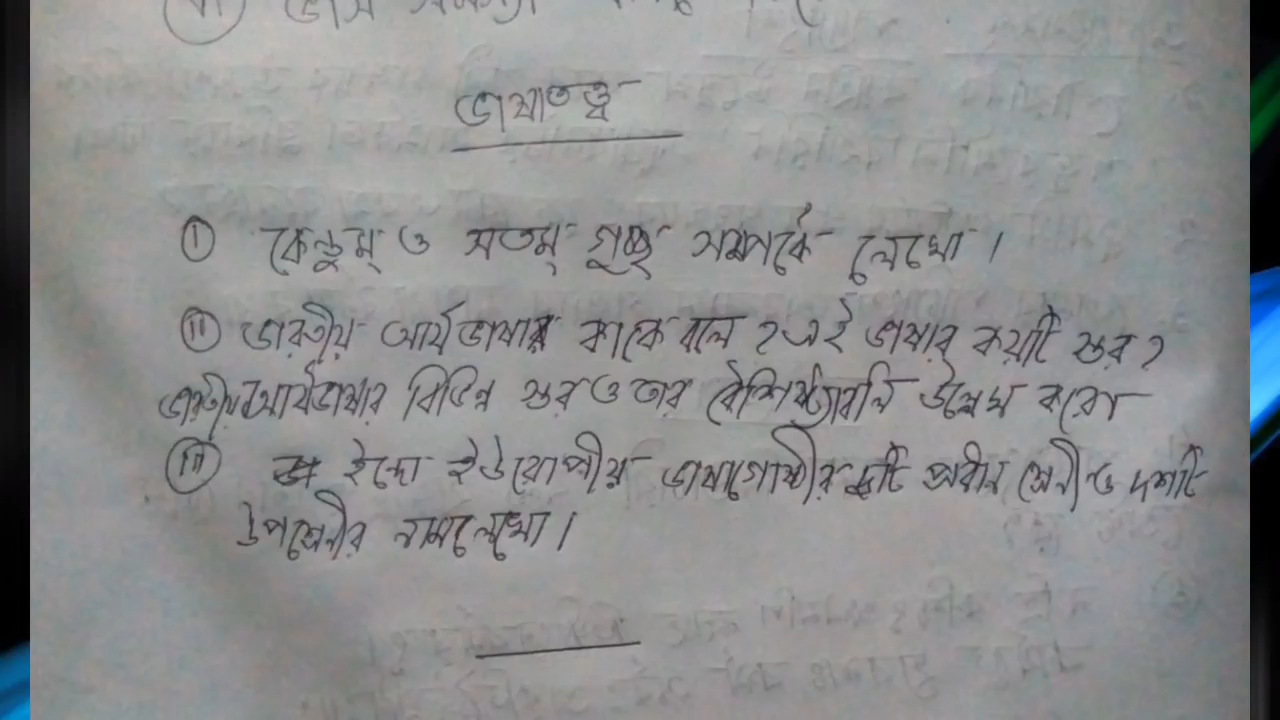 ভাষাতত্ত্ব
(i) কেন্তুম্ ও সতম্ গুচ্ছ সম্পর্কে লেখো।
(ii) ভারতীয় আর্যভাষা কাকে বলে? এই ভাষার কয়টি স্তর?
ভারতীয় আর্যভাষার বিভিন্ন স্তর ও তার বৈশিষ্ট্যাবলি উল্লেখ করো
(iii) ইন্দো ইউরোপীয় ভাষাগোষ্ঠীর দুটি প্রধান শ্রেনী ও দশটি
উপশ্রেনীর নাম লেখো।